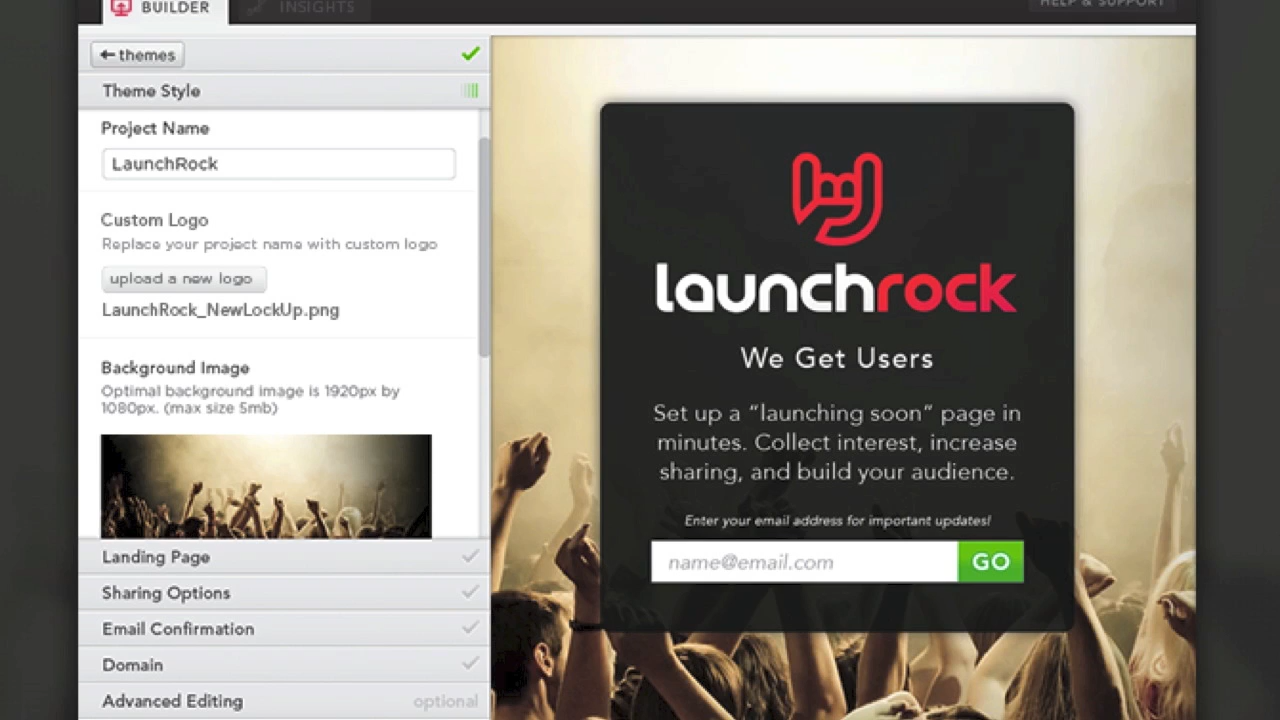 BUILDER
INSIGHTS
HELP & SUPPORT
themes
Theme Style
Project Name
LaunchRock
Custom Logo
Replace your project name with custom logo
upload a new logo
LaunchRock_NewLockUp.png
Background Image
Optimal background image is 1920px by
1080px. (max size 5mb)
Landing Page
Sharing Options
Email Confirmation
Domain
Advanced Editing optional
launchrock
We Get Users
Set up a “launching soon” page in
minutes. Collect interest, increase
sharing, and build your audience.
Enter your email address for important updates!
name@email.com
GO